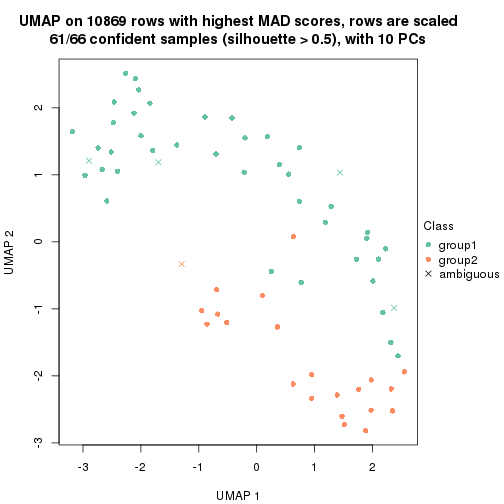 UMAP on 10869 rows with highest MAD scores, rows are scaled
61/66 confident samples (silhouette > 0.5), with 10 PCs
2
1
0
-1
-2
-3
UMAP 2
-3 -2 -1 0 1 2
UMAP 1
Class
group1
group2
ambiguous